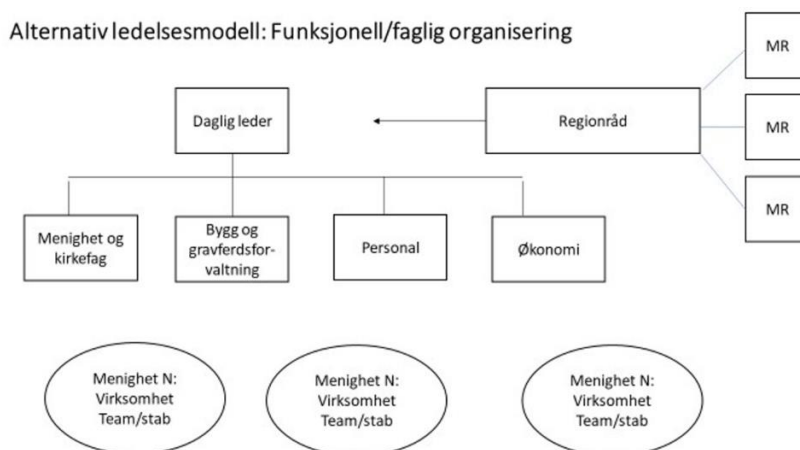 Alternativ ledelsesmodell: Funksjonell/faglig organisering
MR
Daglig leder
Regionråd
MR
MR
Menighet og
kirkefag
Bygg og
gravferdsfor-
valtning
Personal
Økonomi
Menighet N:
Virksomhet
Team/stab
Menighet N:
Virksomhet
Team/stab
Menighet N:
Virksomhet
Team/stab